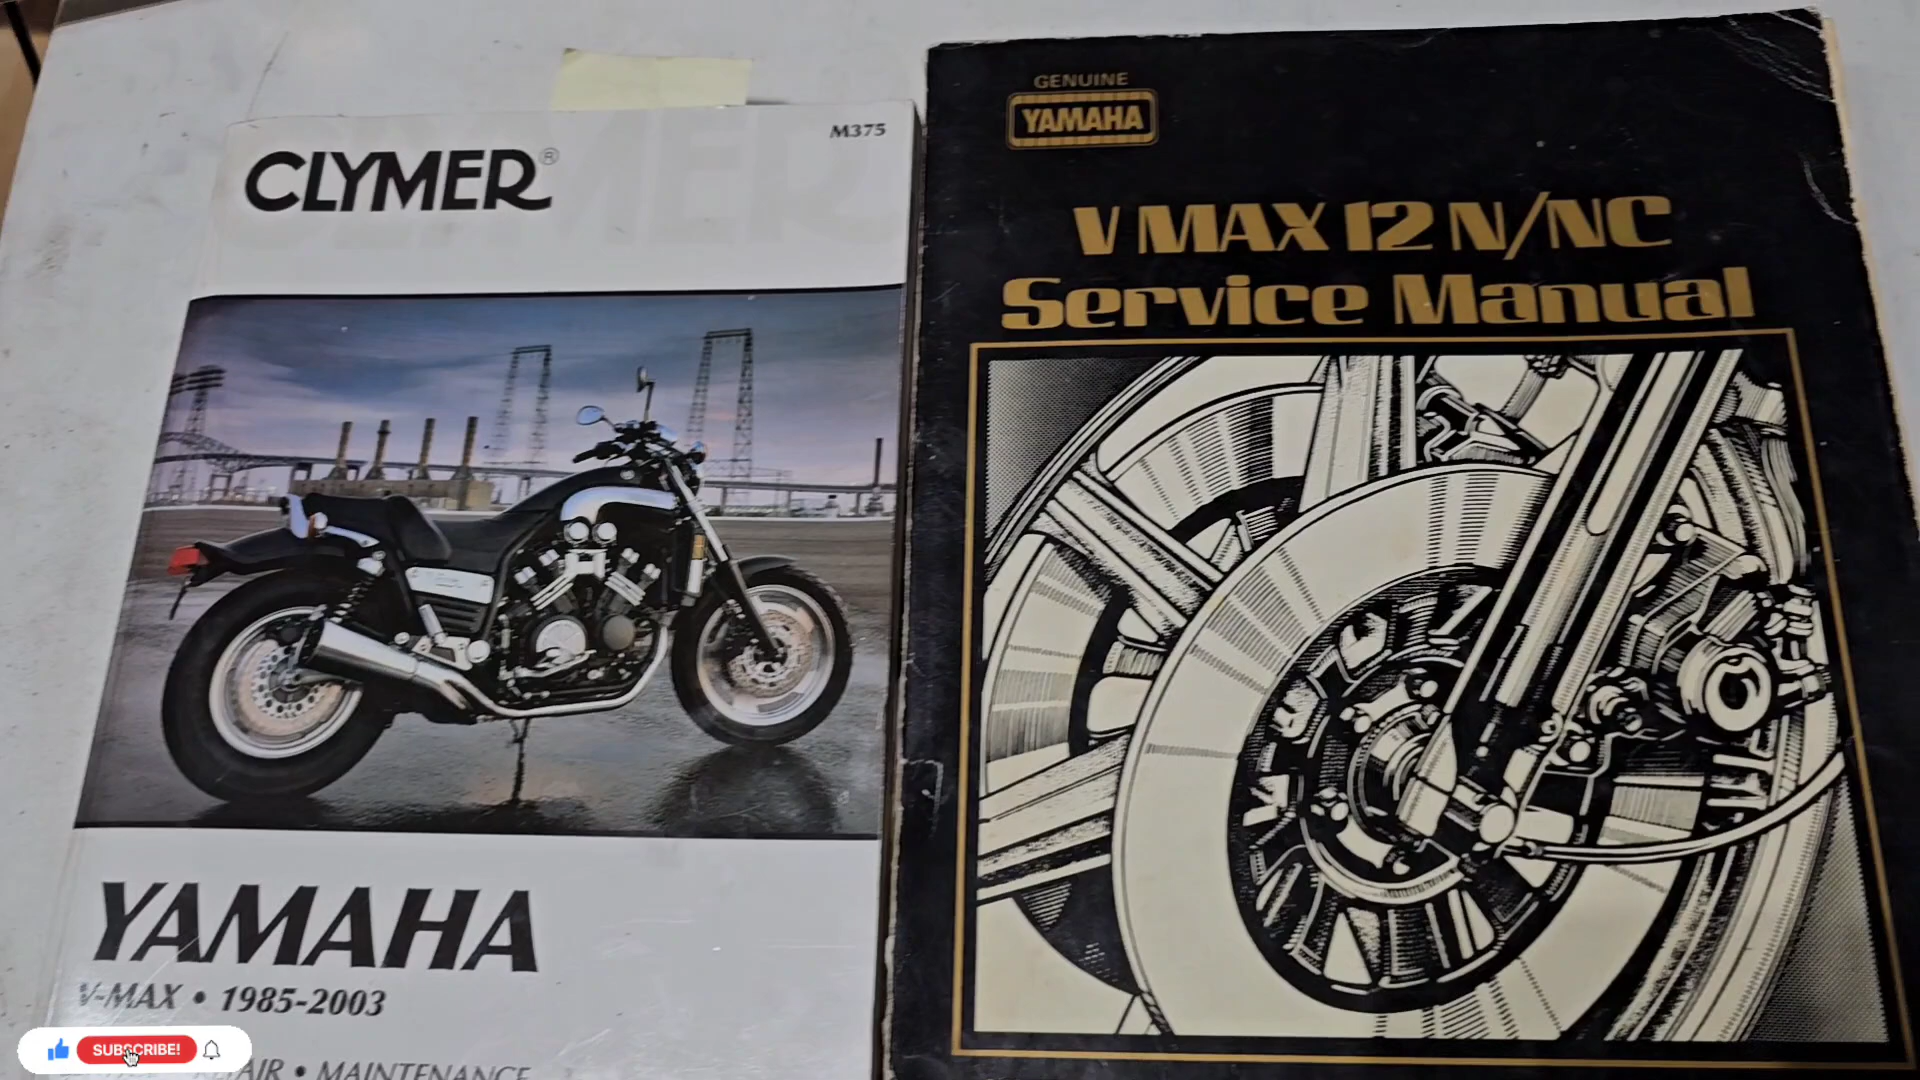 M375
CLYMER®
YAMAHA
V-MAX • 1985-2003
• MAINTENANCE
SUBSCRIBE!
GENUINE
YAMAHA
V MAX 12 N/NC
Service Manual